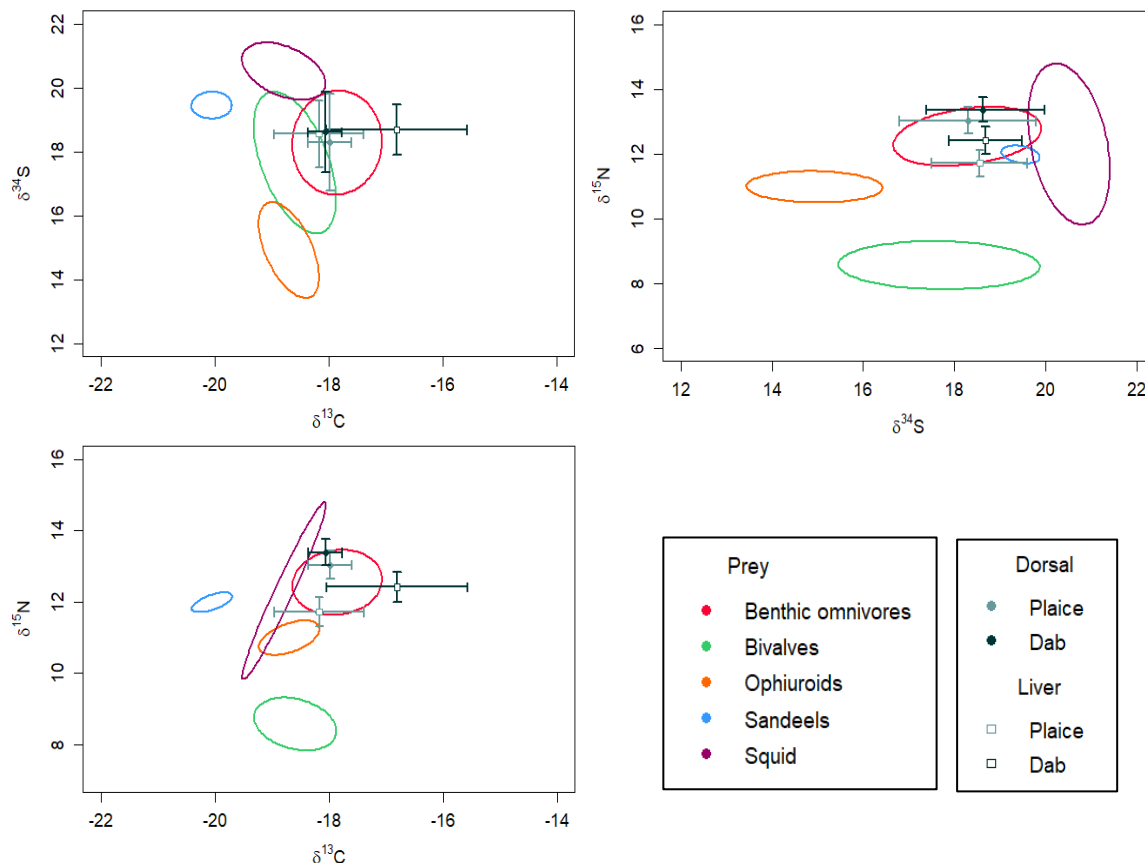 22
20
18
16
14
12
δ34S
-22
-20
-18
-16
-14
δ13C
16
14
12
10
8
6
δ15N
12
14
16
18
20
22
δ34S
16
14
12
10
8
δ15N
-22
-20
-18
-16
-14
δ13C
Prey
Benthic omnivores
Bivalves
Ophiuroids
Sandeels
Squid
Dorsal
Plaice
Dab
Liver
Plaice
Dab